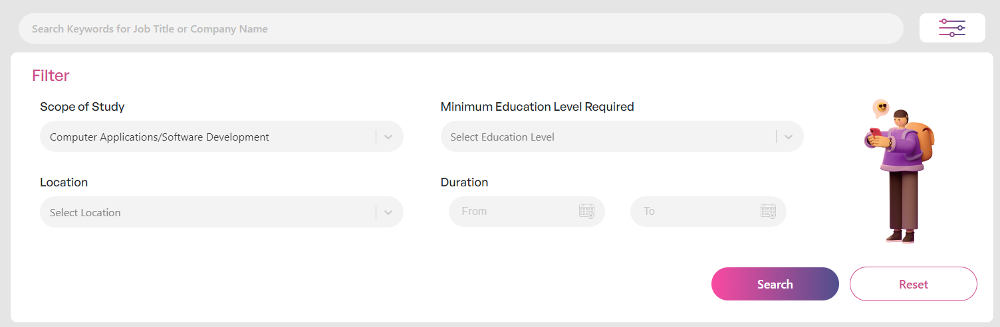 Search Keywords for Job Title or Company Name
Filter
Scope of Study
Minimum Education Level Required
Computer Applications/Software Development
Select Education Level
Location
Duration
Select Location
From
To
Search
Reset